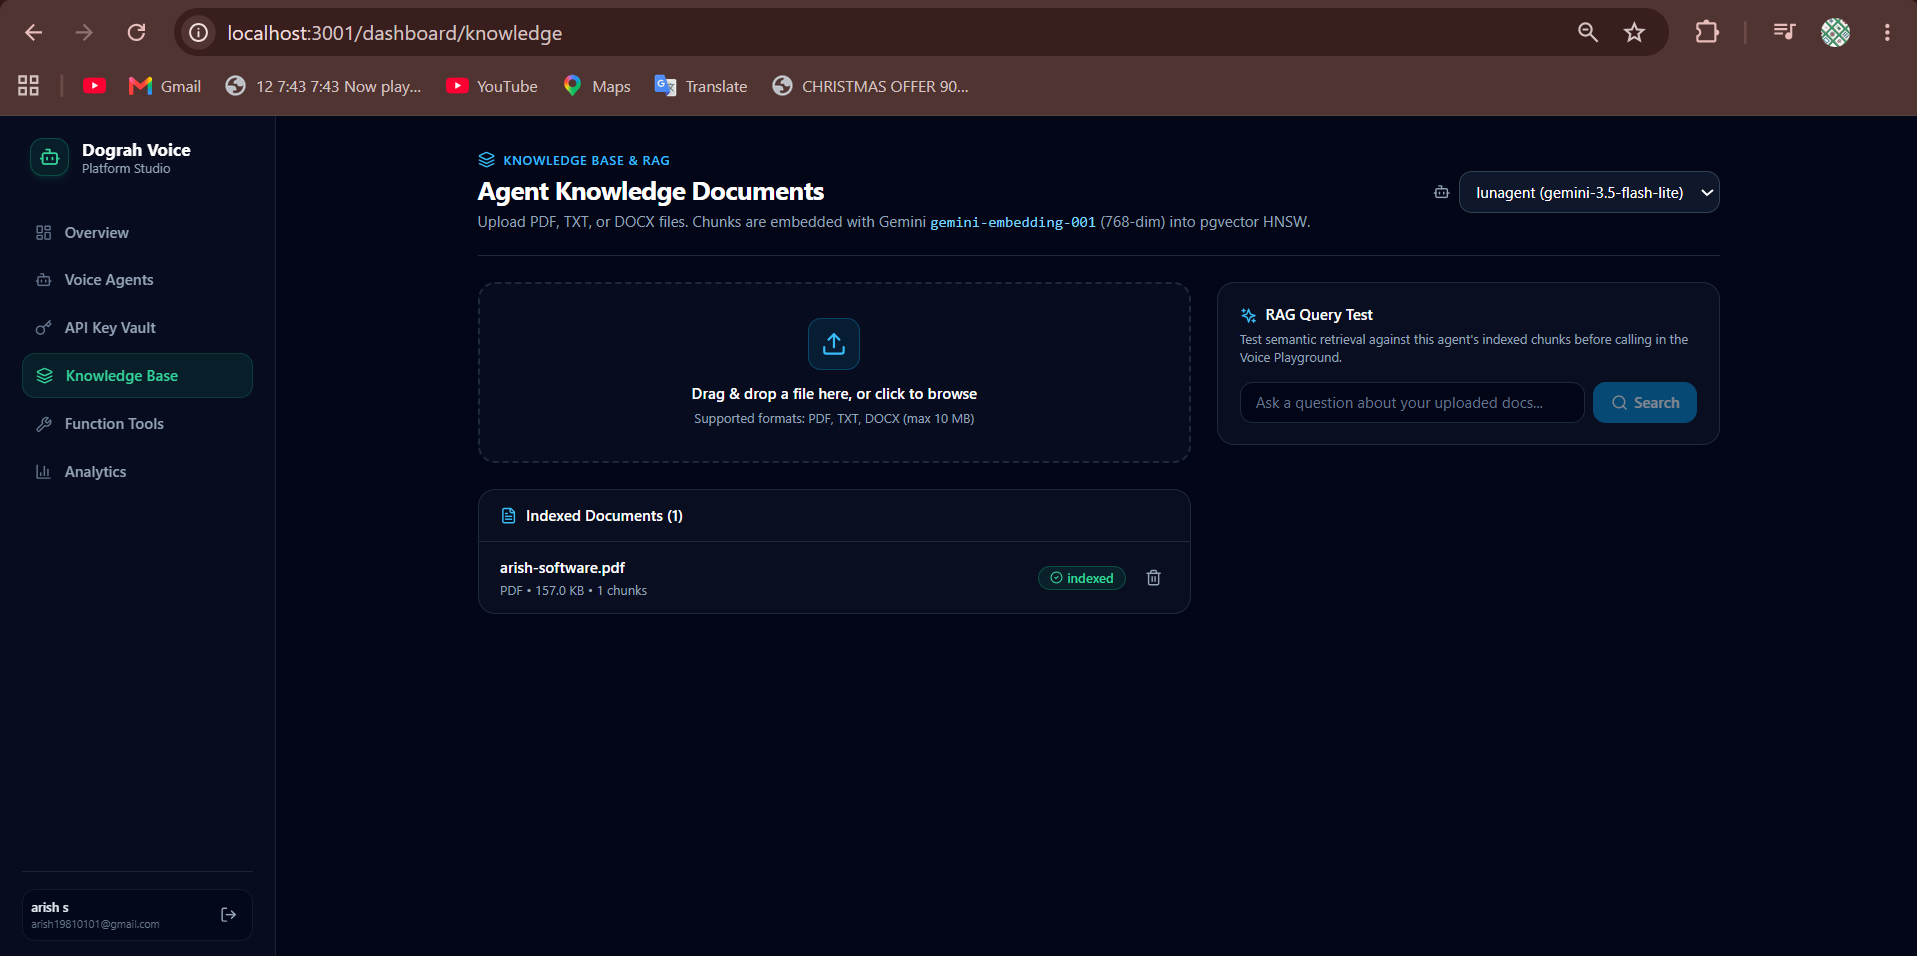 localhost:3001/dashboard/knowledge
Gmail
12 7:43 7:43 Now play...
YouTube
Maps
Translate
CHRISTMAS OFFER 90...
Dograh Voice
Platform Studio
Overview
Voice Agents
API Key Vault
Knowledge Base
Function Tools
Analytics
arish s
arish19810101@gmail.com
KNOWLEDGE BASE & RAG
Agent Knowledge Documents
Upload PDF, TXT, or DOCX files. Chunks are embedded with Gemini gemini-embedding-001 (768-dim) into pgvector HNSW.
lunagent (gemini-3.5-flash-lite)
Drag & drop a file here, or click to browse
Supported formats: PDF, TXT, DOCX (max 10 MB)
Indexed Documents (1)
arish-software.pdf
PDF • 157.0 KB • 1 chunks
indexed
RAG Query Test
Test semantic retrieval against this agent's indexed chunks before calling in the
Voice Playground.
Ask a question about your uploaded docs...
Search